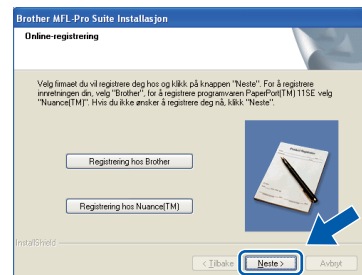 Brother MFL-Pro Suite Installasjon
Online-registrering
Velg firmaet du vil registrere deg hos og klikk på knappen "Neste". For å registrere
innretningen din, velg "Brother", for å registrere programvaren PaperPort(TM) 11SE velg
"Nuance(TM)". Hvis du ikke ønsker å registrere deg nå, klikk "Neste".
Registrering hos Brother
Registrering hos Nuance(TM)
InstallShield
< Tilbake
Neste >
Avbryt